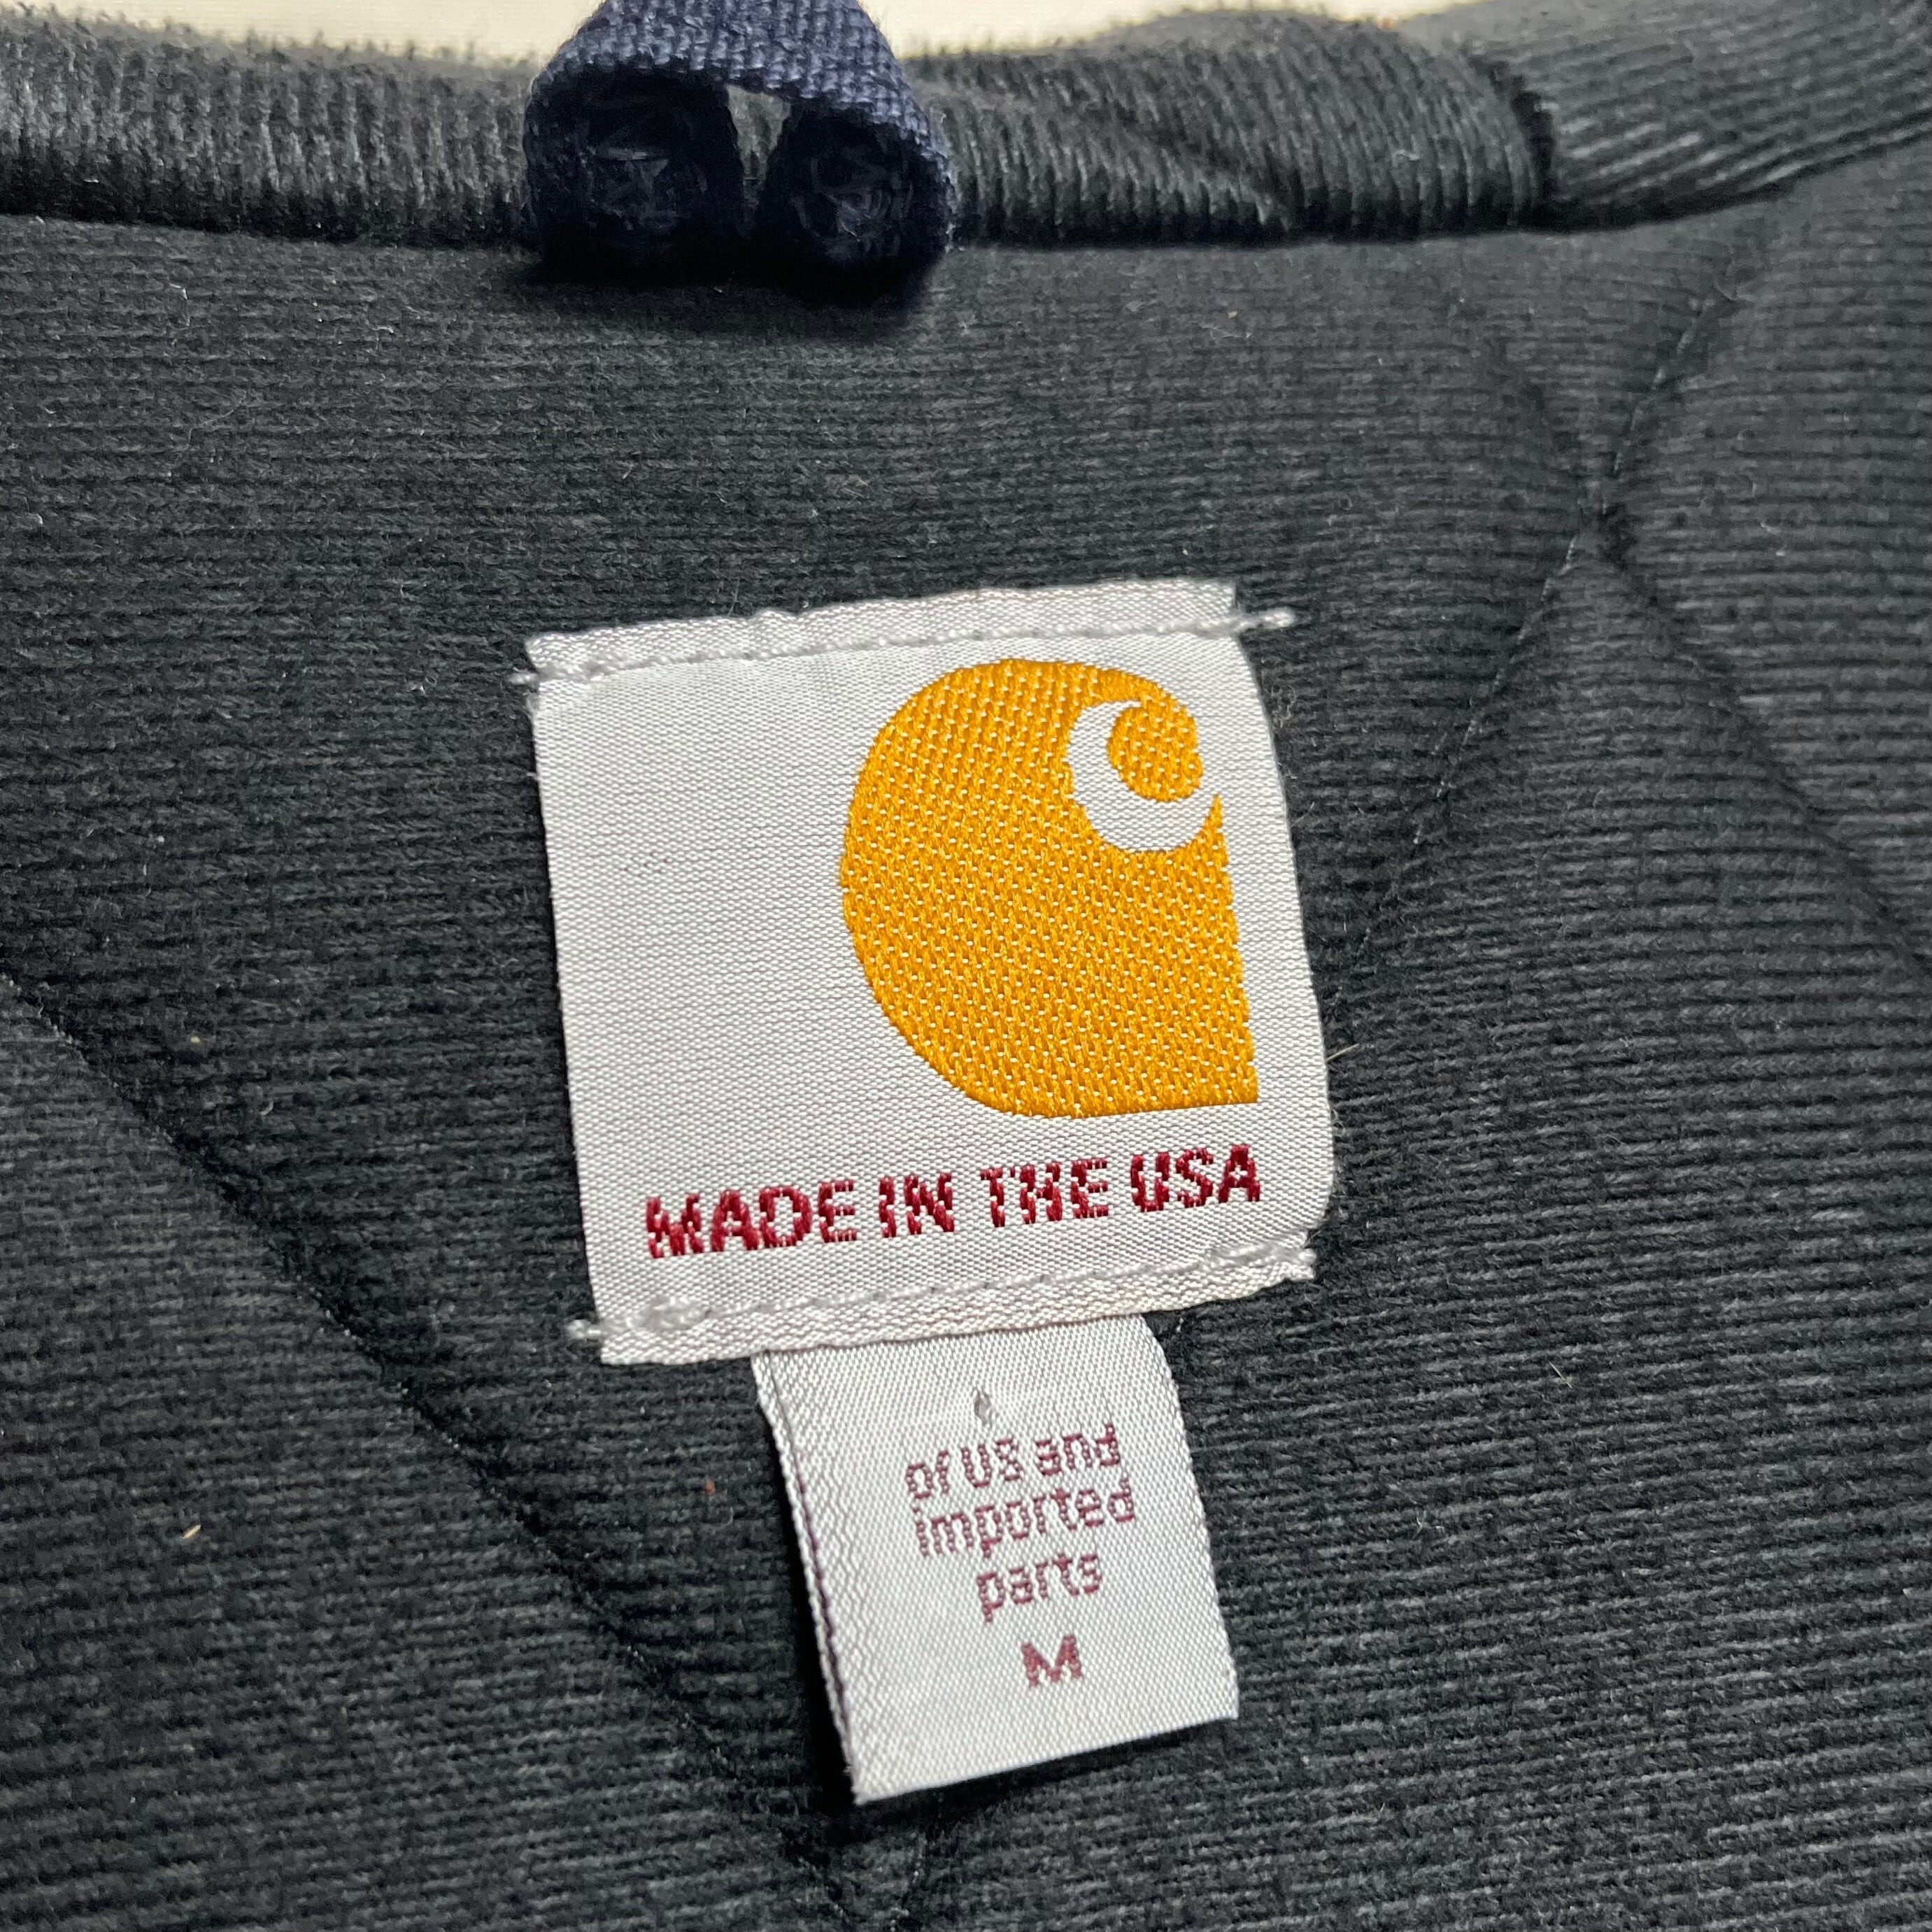 MADE IN THE USA
of US and
imported
parts
M